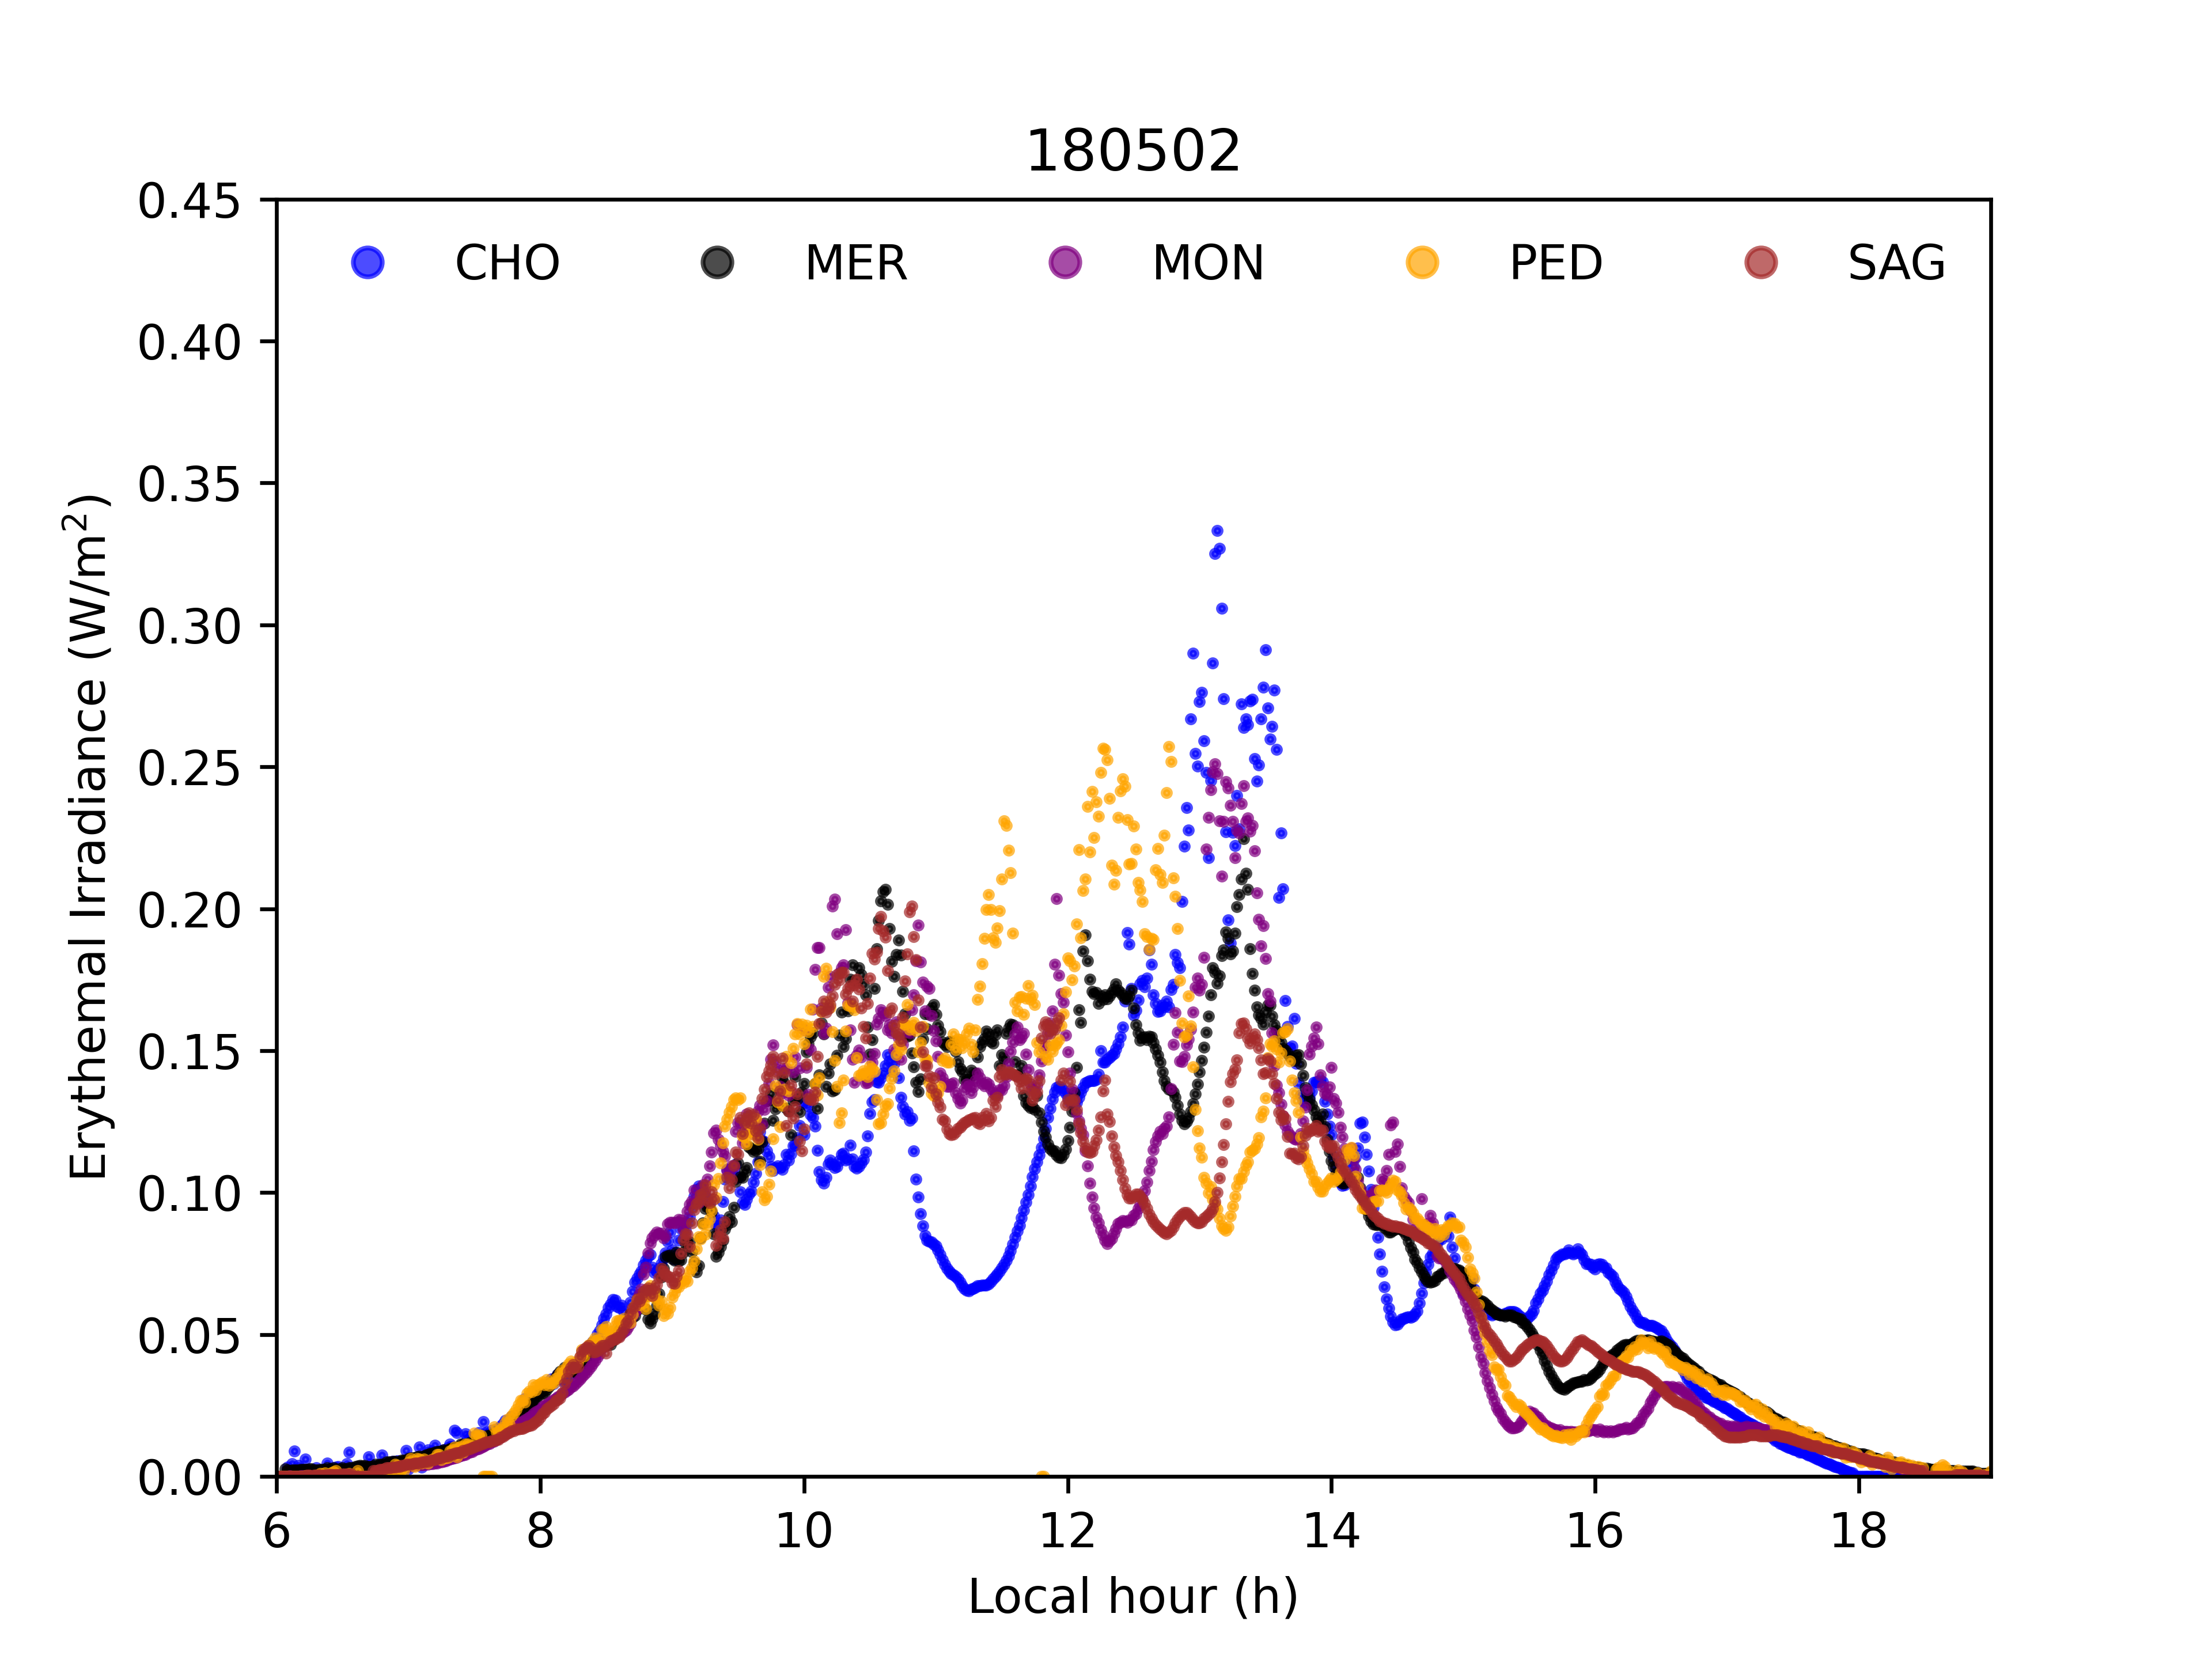 180502
0.45
CHO MER MON PED SAG
0.40
0.35
0.30
0.25
0.20
0.15
0.10
0.05
0.00
Erythemal Irradiance (W/m²)
6 8 10 12 14 16 18
Local hour (h)